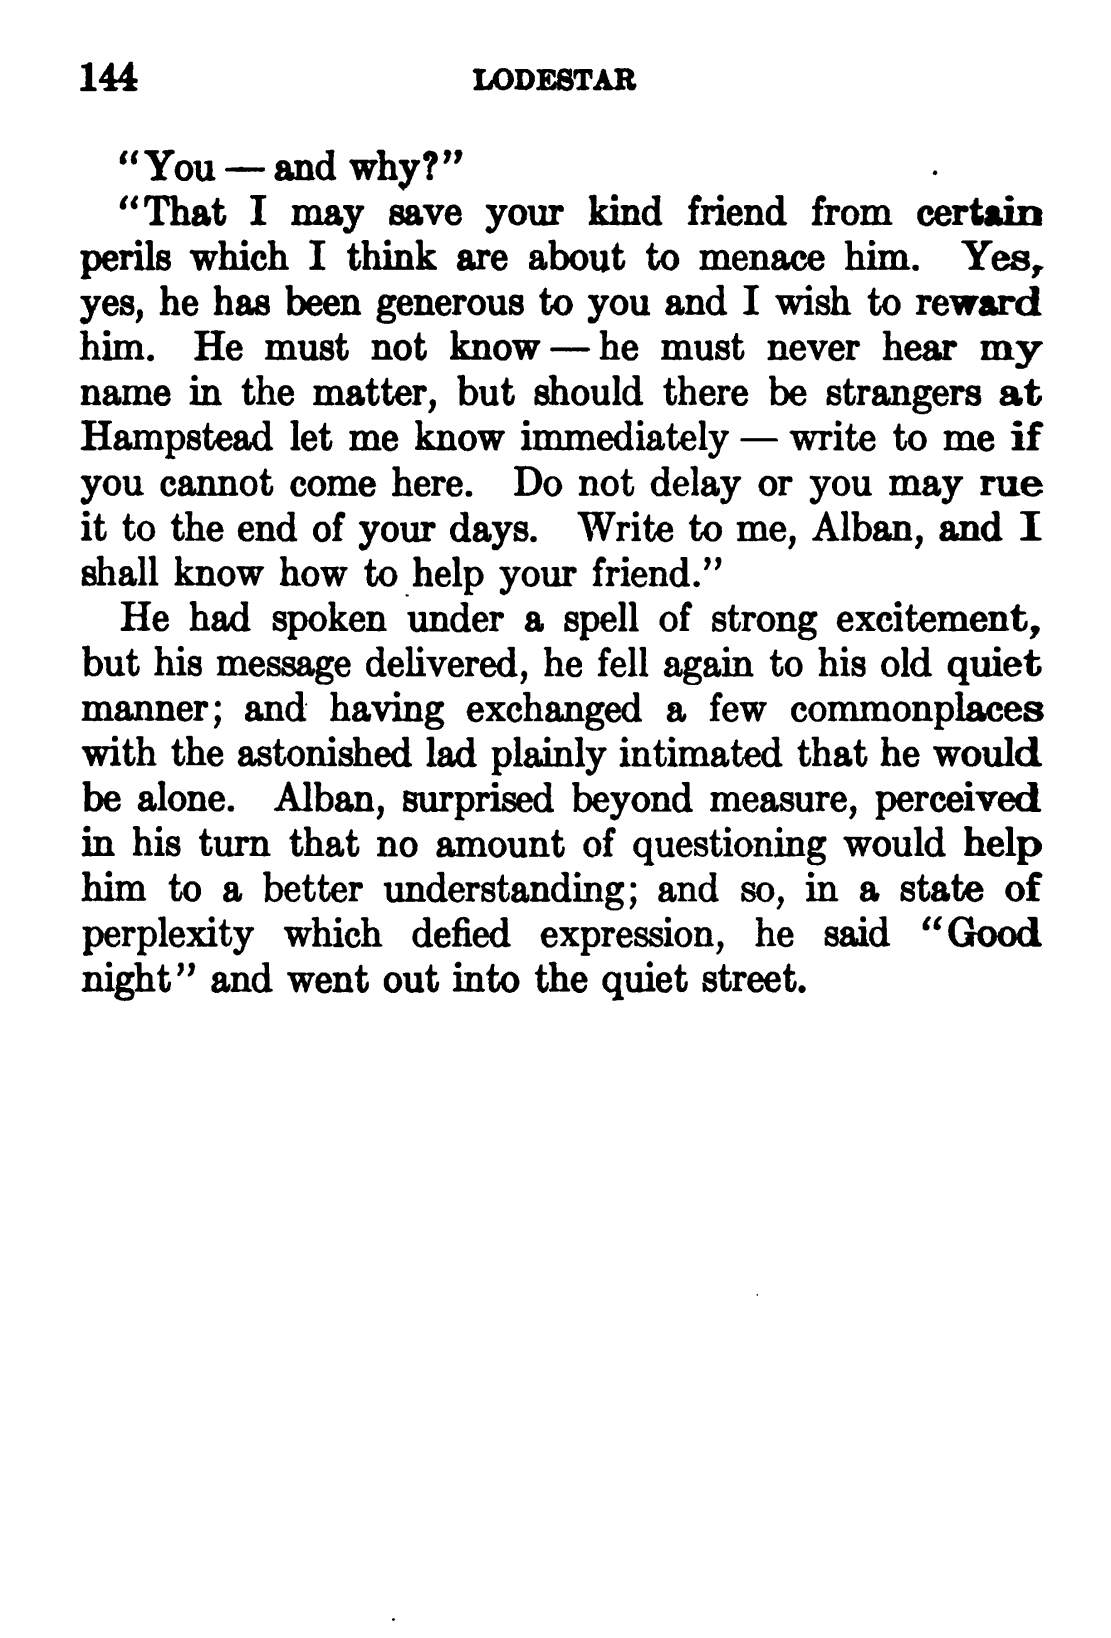 144 LODESTAR
“You — and why?”
“That I may save your kind friend from certain
perils which I think are about to menace him. Yes,
yes, he has been generous to you and I wish to reward
him. He must not know — he must never hear my
name in the matter, but should there be strangers at
Hampstead let me know immediately — write to me if
you cannot come here. Do not delay or you may rue
it to the end of your days. Write to me, Alban, and I
shall know how to help your friend.”
He had spoken under a spell of strong excitement,
but his message delivered, he fell again to his old quiet
manner; and having exchanged a few commonplaces
with the astonished lad plainly intimated that he would
be alone. Alban, surprised beyond measure, perceived
in his turn that no amount of questioning would help
him to a better understanding; and so, in a state of
perplexity which defied expression, he said “Good
night” and went out into the quiet street.